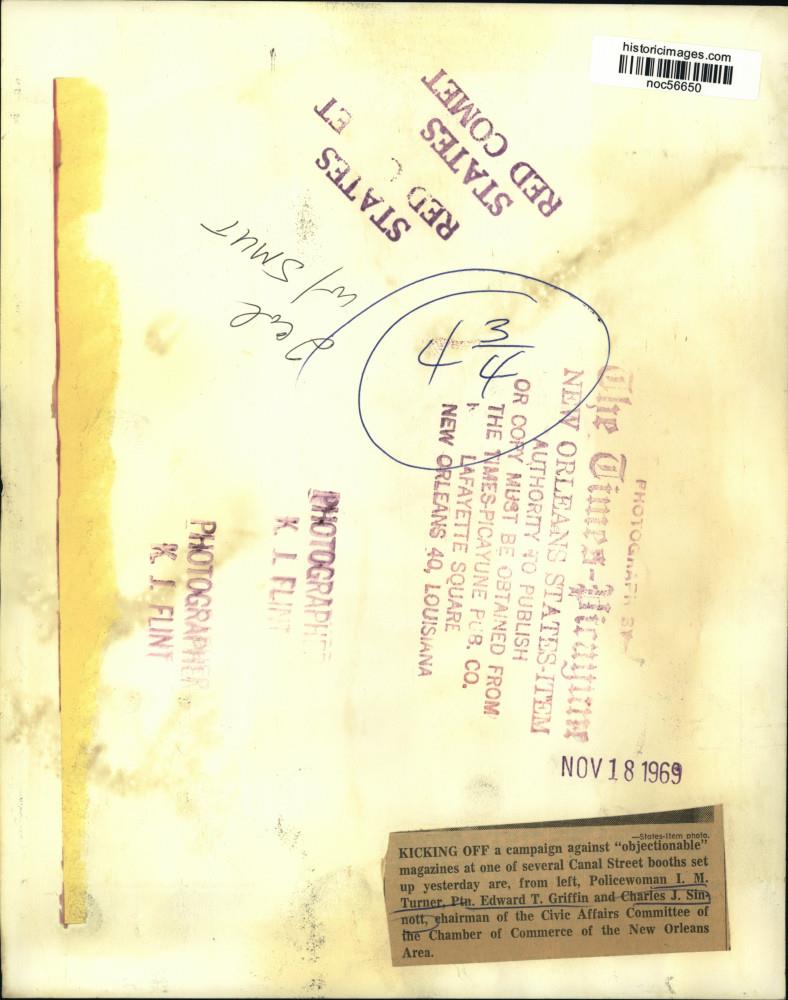 historicimages.com
noc56650
STATES
RED COMET
STATES
RED C ET
Deal
w/ SMUT
4 3/4
PHOTOGRAPH BY
The Times-Picayune
NEW ORLEANS STATES-ITEM
AUTHORITY TO PUBLISH
OR COPY MUST BE OBTAINED FROM
THE TIMES-PICAYUNE PUB. CO.
LAFAYETTE SQUARE
NEW ORLEANS 40, LOUISIANA
PHOTOGRAPHER
K. J. FLINT
PHOTOGRAPHER
K. J. FLINT
NOV 18 1969
—States-Item photo.
KICKING OFF a campaign against "objectionable"
magazines at one of several Canal Street booths set
up yesterday are, from left, Policewoman I. M.
Turner, Ptn. Edward T. Griffin and Charles J. Sin-
nott, chairman of the Civic Affairs Committee of
the Chamber of Commerce of the New Orleans
Area.